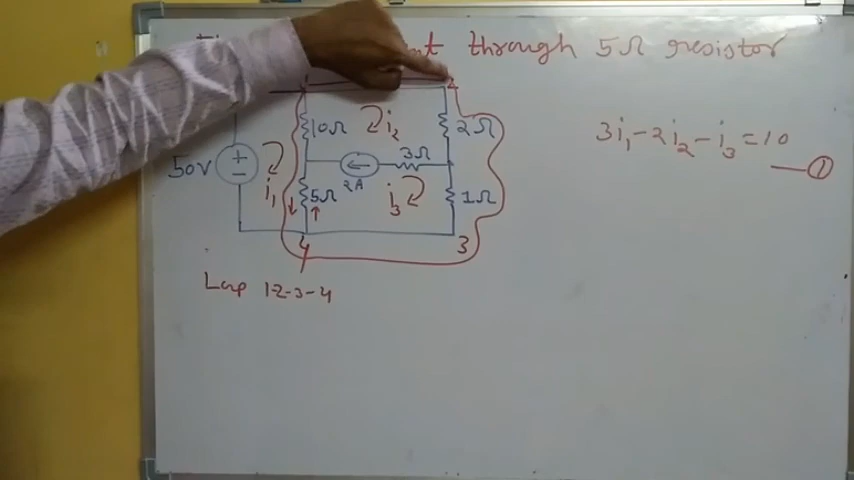 through 5Ω resistor
2
10Ω
i2
2Ω
3i1-2i2-i3=10
1
50V
+
−
i1
3Ω
2A
5Ω
i3
1Ω
4
3
Loop 1-2-3-4